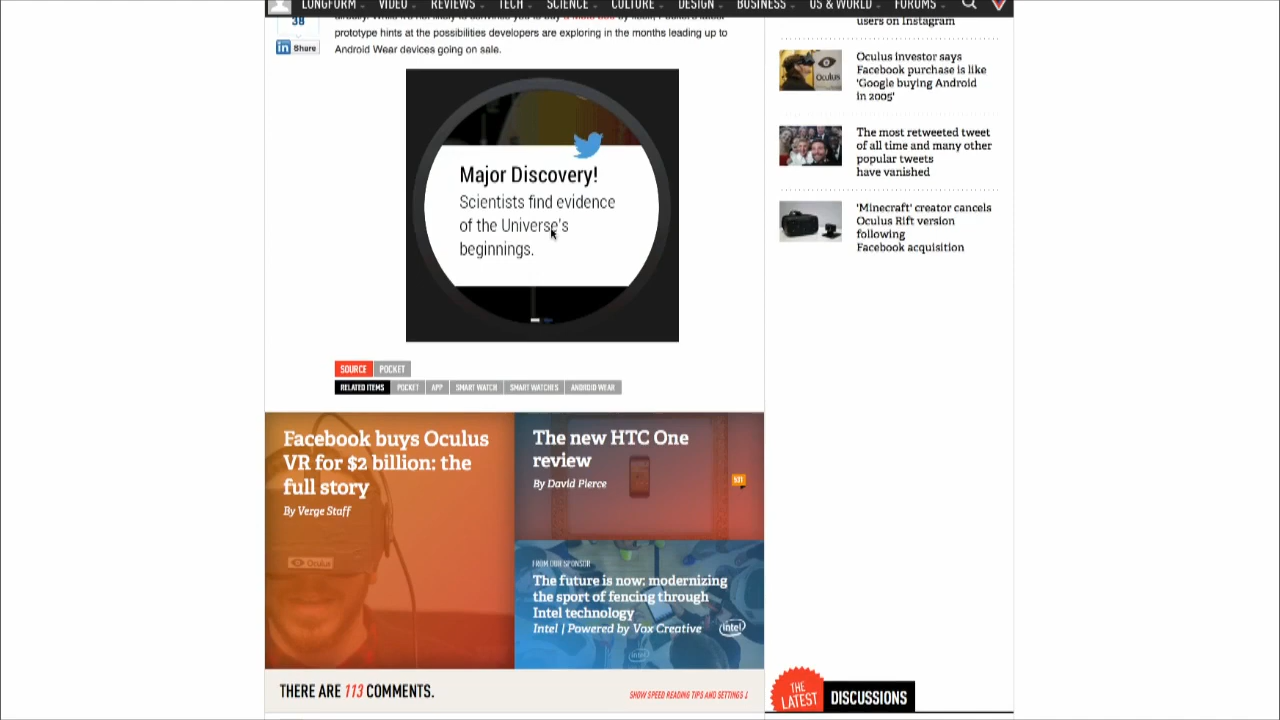 LONGFORM VIDEO REVIEWS TECH SCIENCE CULTURE DESIGN BUSINESS US & WORLD FORUMS
38
Share
prototype hints at the possibilities developers are exploring in the months leading up to
Android Wear devices going on sale.
Major Discovery!
Scientists find evidence
of the Universe's
beginnings.
SOURCE POCKET
RELATED ITEMS POCKET APP SMART WATCH SMART WATCHES ANDROID WEAR
Facebook buys Oculus
VR for $2 billion: the
full story
By Verge Staff
Oculus
The new HTC One
review
By David Pierce
521
FROM OUR SPONSOR
The future is now: modernizing
the sport of fencing through
Intel technology
Intel | Powered by Vox Creative
intel
intel
THERE ARE 113 COMMENTS.
SHOW SPEED READING TIPS AND SETTINGS ↓
users on Instagram
Oculus investor says
Facebook purchase is like
'Google buying Android
in 2005'
Oculus
The most retweeted tweet
of all time and many other
popular tweets
have vanished
'Minecraft' creator cancels
Oculus Rift version
following
Facebook acquisition
THE
LATEST
DISCUSSIONS